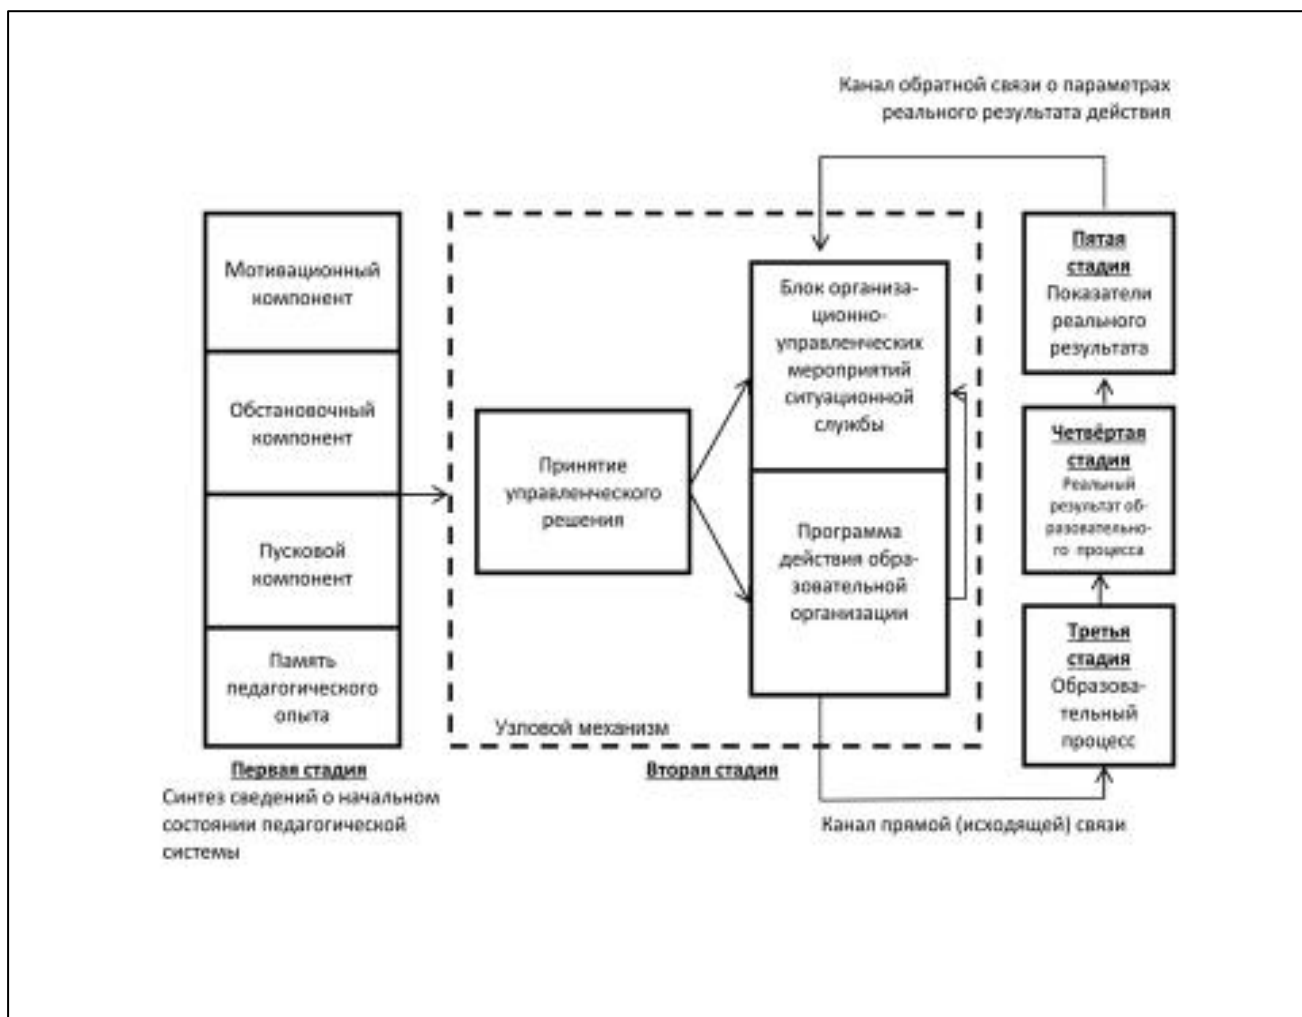 Канал обратной связи о параметрах
реального результата действия
Мотивационный
компонент
Обстановочный
компонент
Пусковой
компонент
Память
педагогического
опыта
Первая стадия
Синтез сведений о начальном
состоянии педагогической
системы
Принятие
управленческого
решения
Блок организа-
ционно-
управленческих
мероприятий
ситуационной
службы
Программа
действия обра-
зовательной
организации
Узловой механизм
Вторая стадия
Пятая
стадия
Показатели
реального
результата
Четвёртая
стадия
Реальный
результат об-
разовательно-
го процесса
Третья
стадия
Образова-
тельный
процесс
Канал прямой (исходящей) связи